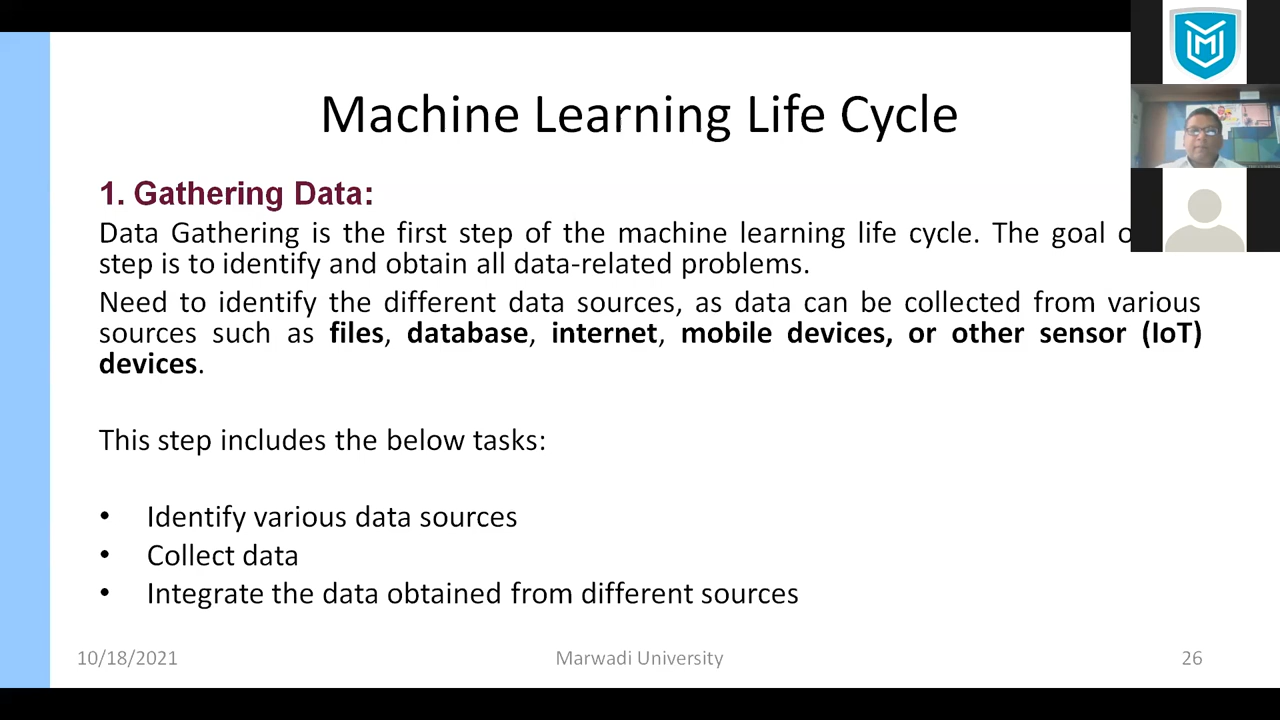 Machine Learning Life Cycle
1. Gathering Data:
Data Gathering is the first step of the machine learning life cycle. The goal
step is to identify and obtain all data-related problems.
Need to identify the different data sources, as data can be collected from various
sources such as files, database, internet, mobile devices, or other sensor (IoT)
devices.
This step includes the below tasks:
• Identify various data sources
• Collect data
• Integrate the data obtained from different sources
10/18/2021
Marwadi University
26